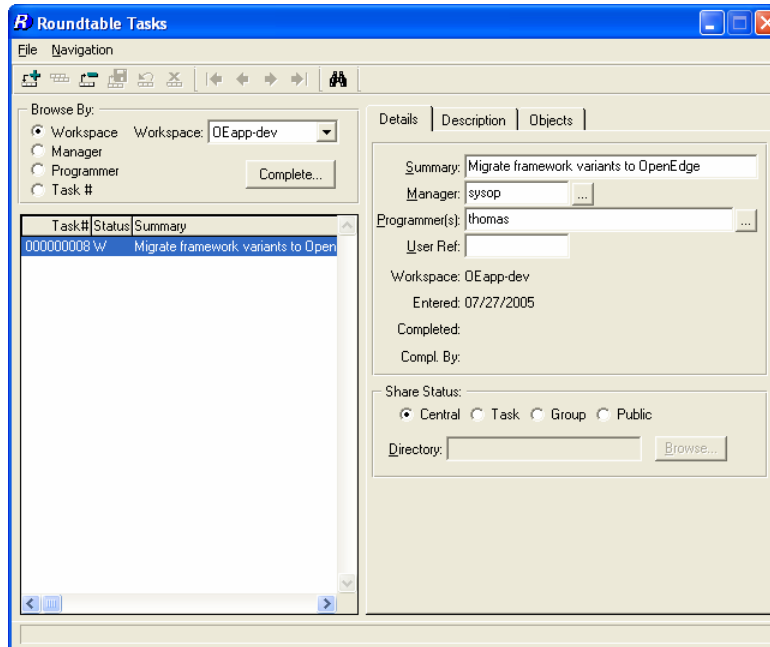 Roundtable Tasks
File Navigation
Browse By:
Workspace Workspace: OEapp-dev
Manager
Programmer Complete...
Task #
Task# Status Summary
000000008 W Migrate framework variants to Open
Details Description Objects
Summary: Migrate framework variants to OpenEdge
Manager: sysop ...
Programmer(s): thomas ...
User Ref:
Workspace: OEapp-dev
Entered: 07/27/2005
Completed:
Compl. By:
Share Status:
Central Task Group Public
Directory: Browse...